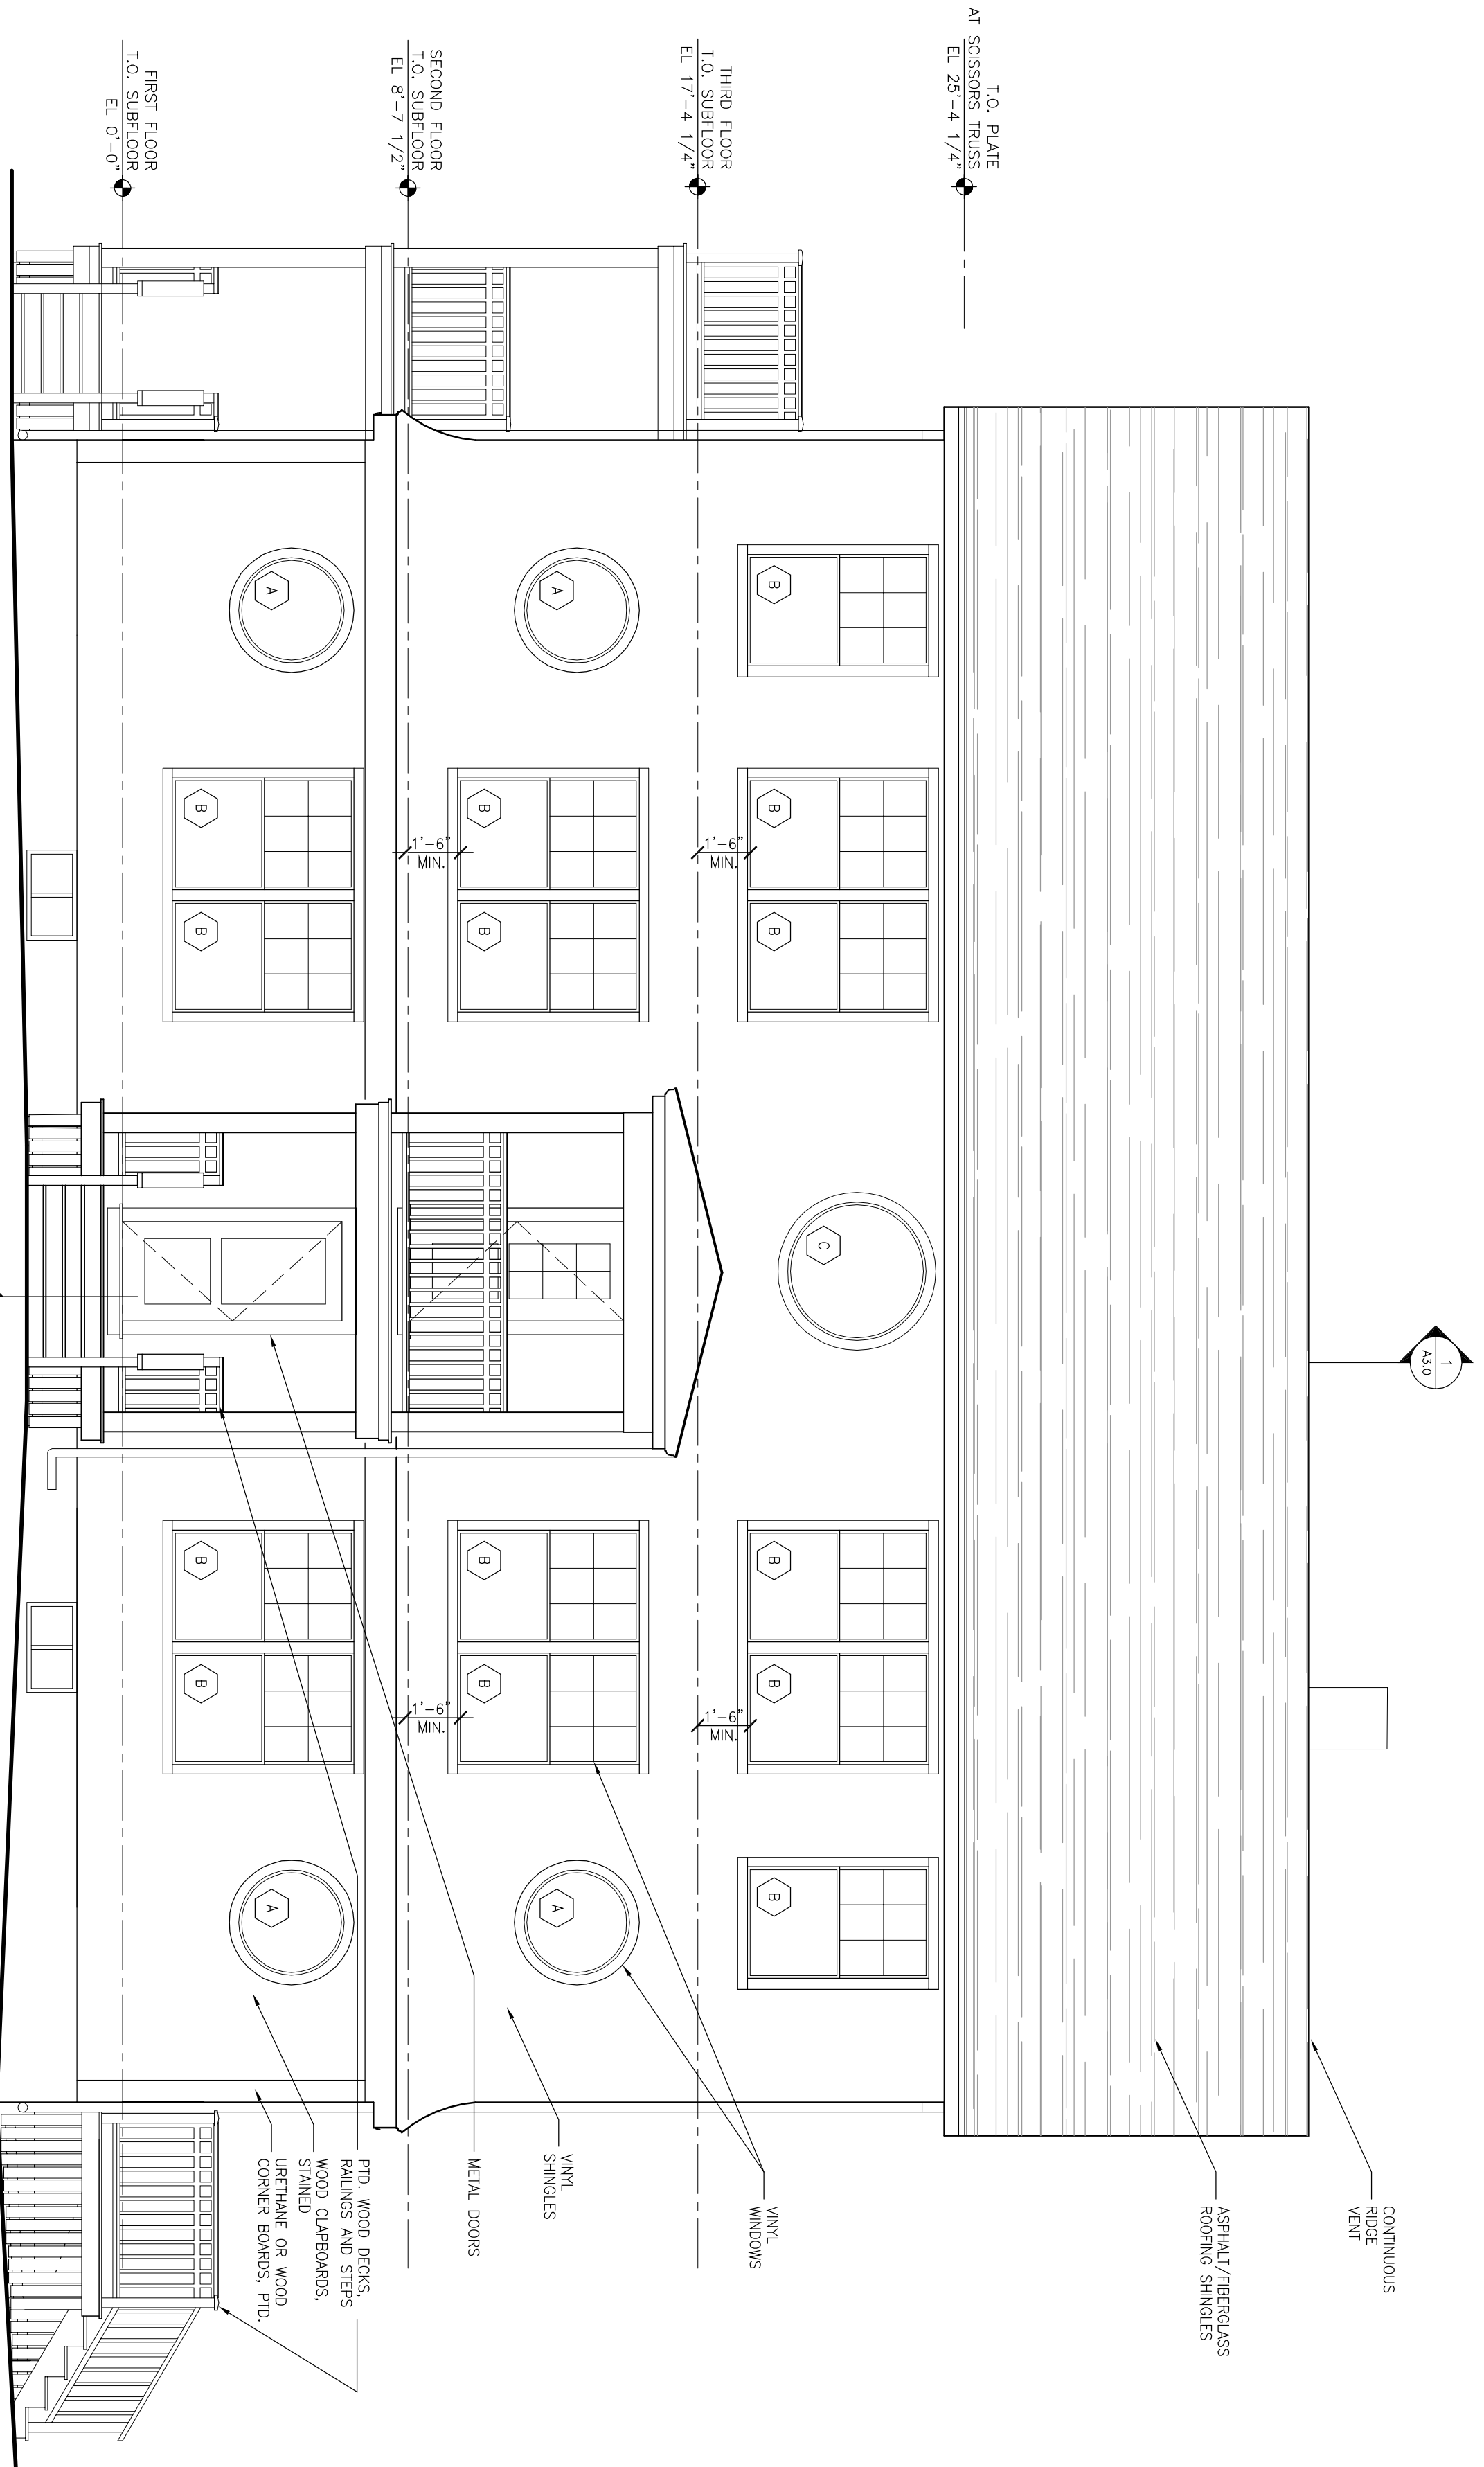 T.O. PLATE
AT SCISSORS TRUSS
EL 25'-4 1/4"
THIRD FLOOR
T.O. SUBFLOOR
EL 17'-4 1/4"
SECOND FLOOR
T.O. SUBFLOOR
EL 8'-7 1/2"
FIRST FLOOR
T.O. SUBFLOOR
EL 0'-0"
1
A3.0
B
B
B
C
B
B
B
1'-6"
MIN.
1'-6"
MIN.
A
B
B
B
B
A
1'-6"
MIN.
1'-6"
MIN.
A
B
B
B
B
A
CONTINUOUS
RIDGE
VENT
ASPHALT/FIBERGLASS
ROOFING SHINGLES
VINYL
WINDOWS
VINYL
SHINGLES
METAL DOORS
PTD. WOOD DECKS,
RAILINGS AND STEPS
WOOD CLAPBOARDS,
STAINED
URETHANE OR WOOD
CORNER BOARDS, PTD.